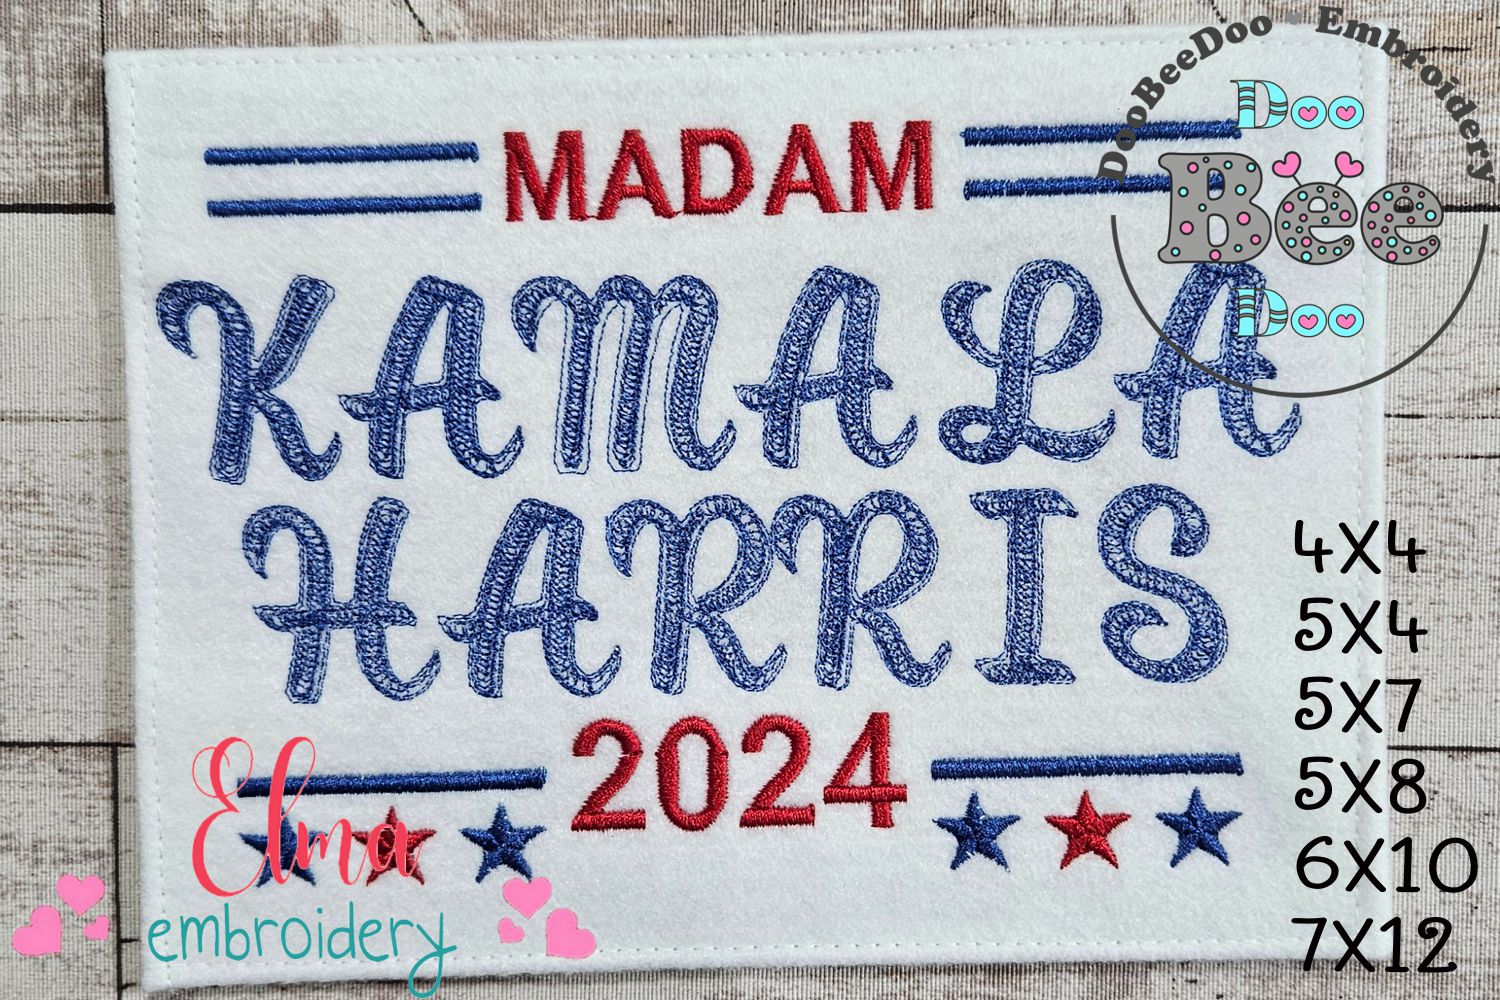 DooBeeDoo • Embroidery
Doo
Bee
Doo
MADAM
KAMALA
HARRIS
2024
Elma
embroidery
4X4
5X4
5X7
5X8
6X10
7X12